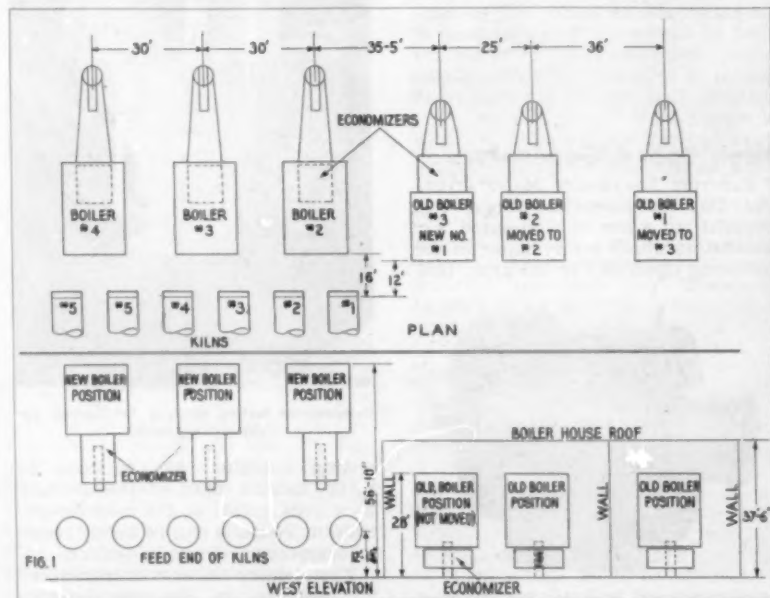 30' 30' 35-5' 25' 36'
ECONOMIZERS
BOILER #4
BOILER #3
BOILER #2
OLD BOILER #3 NEW NO. #1
OLD BOILER #2 MOVED TO #2
OLD BOILER #1 MOVED TO #3
16' 12'
#5 #5 #4 #3 #2 #1
KILNS
PLAN
NEW BOILER POSITION
NEW BOILER POSITION
NEW BOILER POSITION
ECONOMIZER
BOILER HOUSE ROOF
WALL
OLD BOILER POSITION (NOT MOVED)
OLD BOILER POSITION
WALL
OLD BOILER POSITION
WALL
28'
37'-6"
FEED END OF KILNS
FIG. 1
WEST ELEVATION
ECONOMIZER